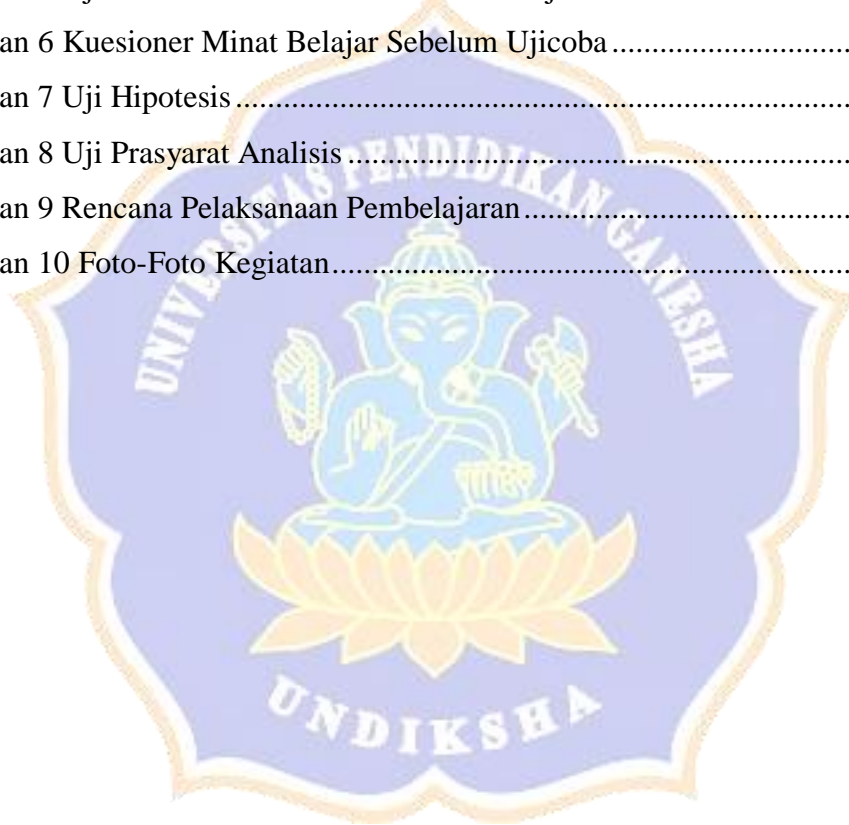 an 6 Kuesioner Minat Belajar Sebelum Ujicoba................................
an 7 Uji Hipotesis................................................................................
an 8 Uji Prasyarat Analisis..................................................................
an 9 Rencana Pelaksanaan Pembelajaran...........................................
an 10 Foto-Foto Kegiatan...................................................................
UNIVERSITAS PENDIDIKAN GANESHA
UNDIKSHA